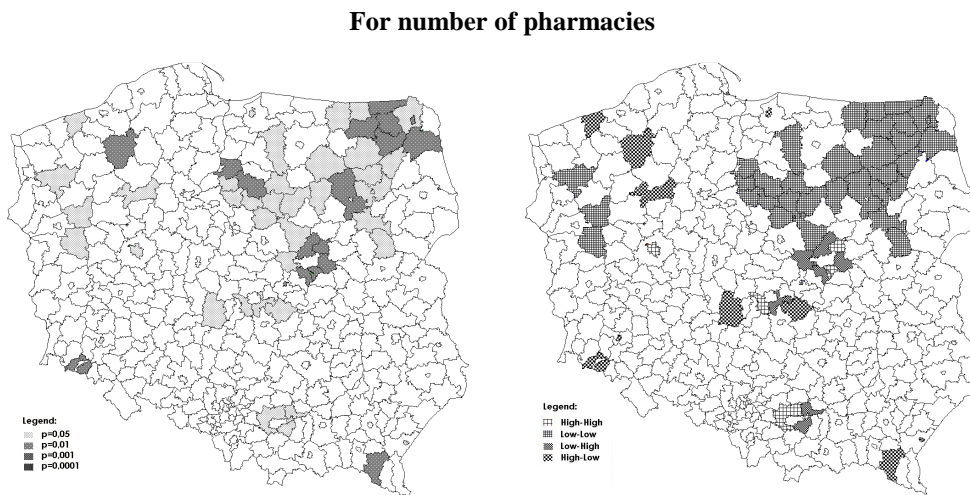 For number of pharmacies
Legend:
p=0,05
p=0,01
p=0,001
p=0,0001
Legend:
High-High
Low-Low
Low-High
High-Low